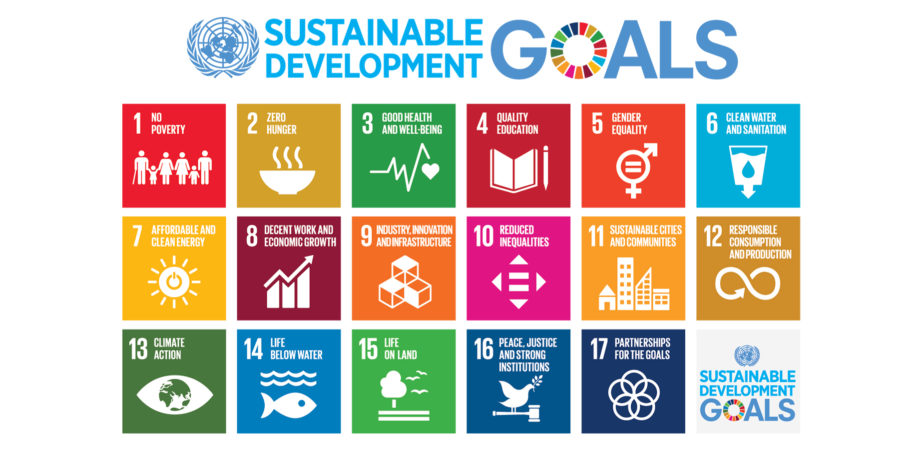 SUSTAINABLE
DEVELOPMENT
GOALS
1 NO
POVERTY
2 ZERO
HUNGER
3 GOOD HEALTH
AND WELL-BEING
4 QUALITY
EDUCATION
5 GENDER
EQUALITY
6 CLEAN WATER
AND SANITATION
7 AFFORDABLE AND
CLEAN ENERGY
8 DECENT WORK AND
ECONOMIC GROWTH
9 INDUSTRY, INNOVATION
AND INFRASTRUCTURE
10 REDUCED
INEQUALITIES
11 SUSTAINABLE CITIES
AND COMMUNITIES
12 RESPONSIBLE
CONSUMPTION
AND PRODUCTION
13 CLIMATE
ACTION
14 LIFE
BELOW WATER
15 LIFE
ON LAND
16 PEACE, JUSTICE
AND STRONG
INSTITUTIONS
17 PARTNERSHIPS
FOR THE GOALS
SUSTAINABLE
DEVELOPMENT
GOALS